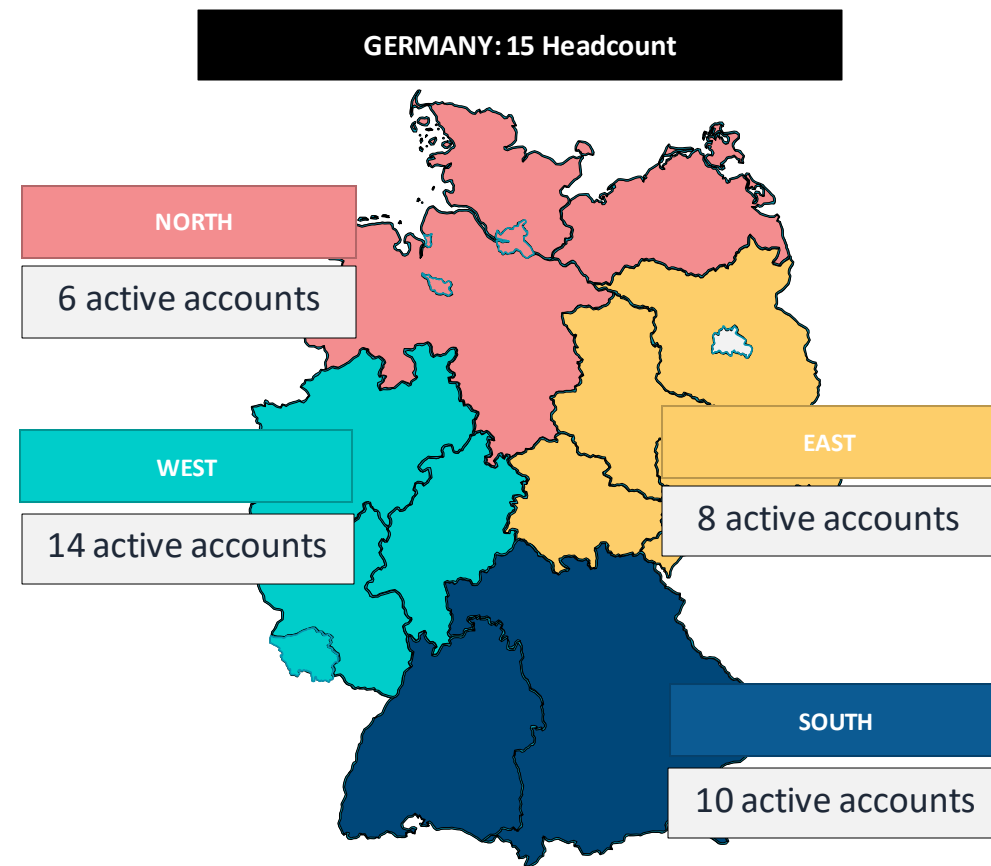 GERMANY: 15 Headcount
NORTH
6 active accounts
WEST
14 active accounts
EAST
8 active accounts
SOUTH
10 active accounts